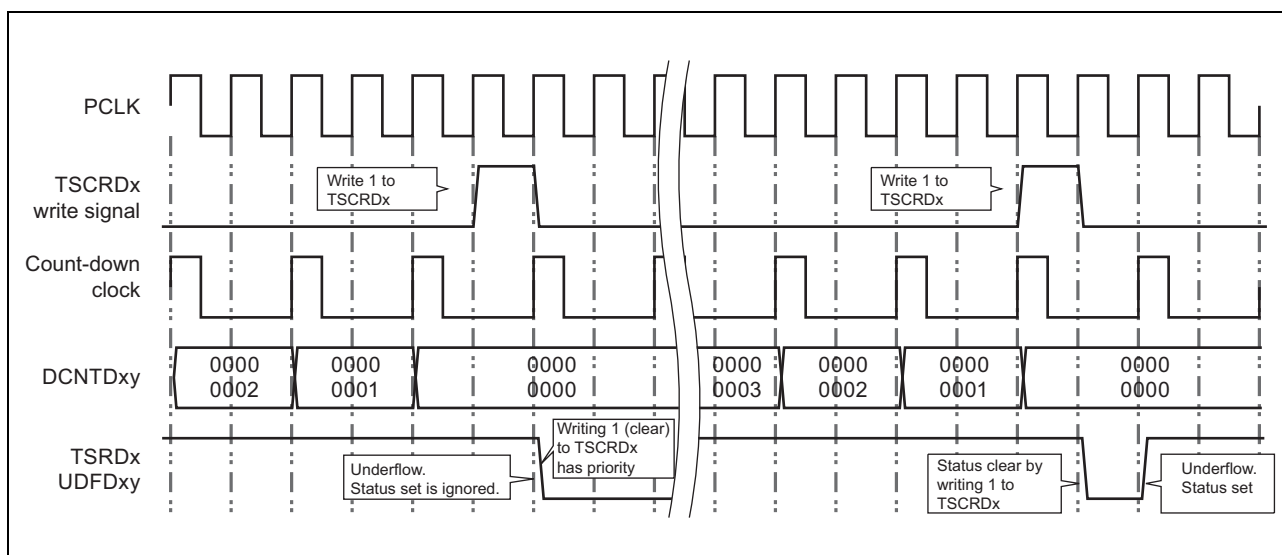 PCLK
TSCRDx
write signal
Write 1 to
TSCRDx
Write 1 to
TSCRDx
Count-down
clock
DCNTDxy
0000
0002
0000
0001
0000
0000
0000
0003
0000
0002
0000
0001
0000
0000
TSRDx
UDFDxy
Underflow.
Status set is ignored.
Writing 1 (clear)
to TSCRDx
has priority
Status clear by
writing 1 to
TSCRDx
Underflow.
Status set